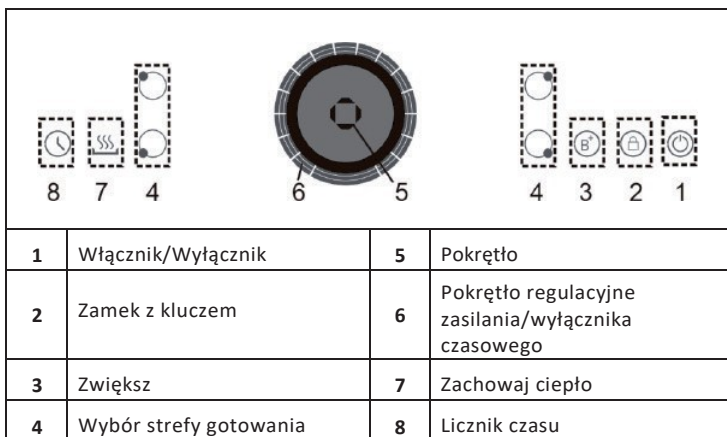 B+
8 7 4 6 5 4 3 2 1
1 Włącznik/Wyłącznik 5 Pokrętło
2 Zamek z kluczem 6 Pokrętło regulacyjne
zasilania/wyłącznika
czasowego
3 Zwiększ 7 Zachowaj ciepło
4 Wybór strefy gotowania 8 Licznik czasu